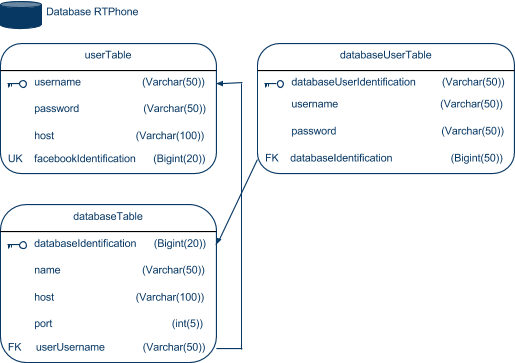 Database RTPhone
userTable
username (Varchar(50))
password (Varchar(50))
host (Varchar(100))
UK facebookIdentification (Bigint(20))
databaseUserTable
databaseUserIdentification (Varchar(50))
username (Varchar(50))
password (Varchar(50))
FK databaseIdentification (Bigint(50))
databaseTable
databaseIdentification (Bigint(20))
name (Varchar(50))
host (Varchar(100))
port (int(5))
FK userUsername (Varchar(50))